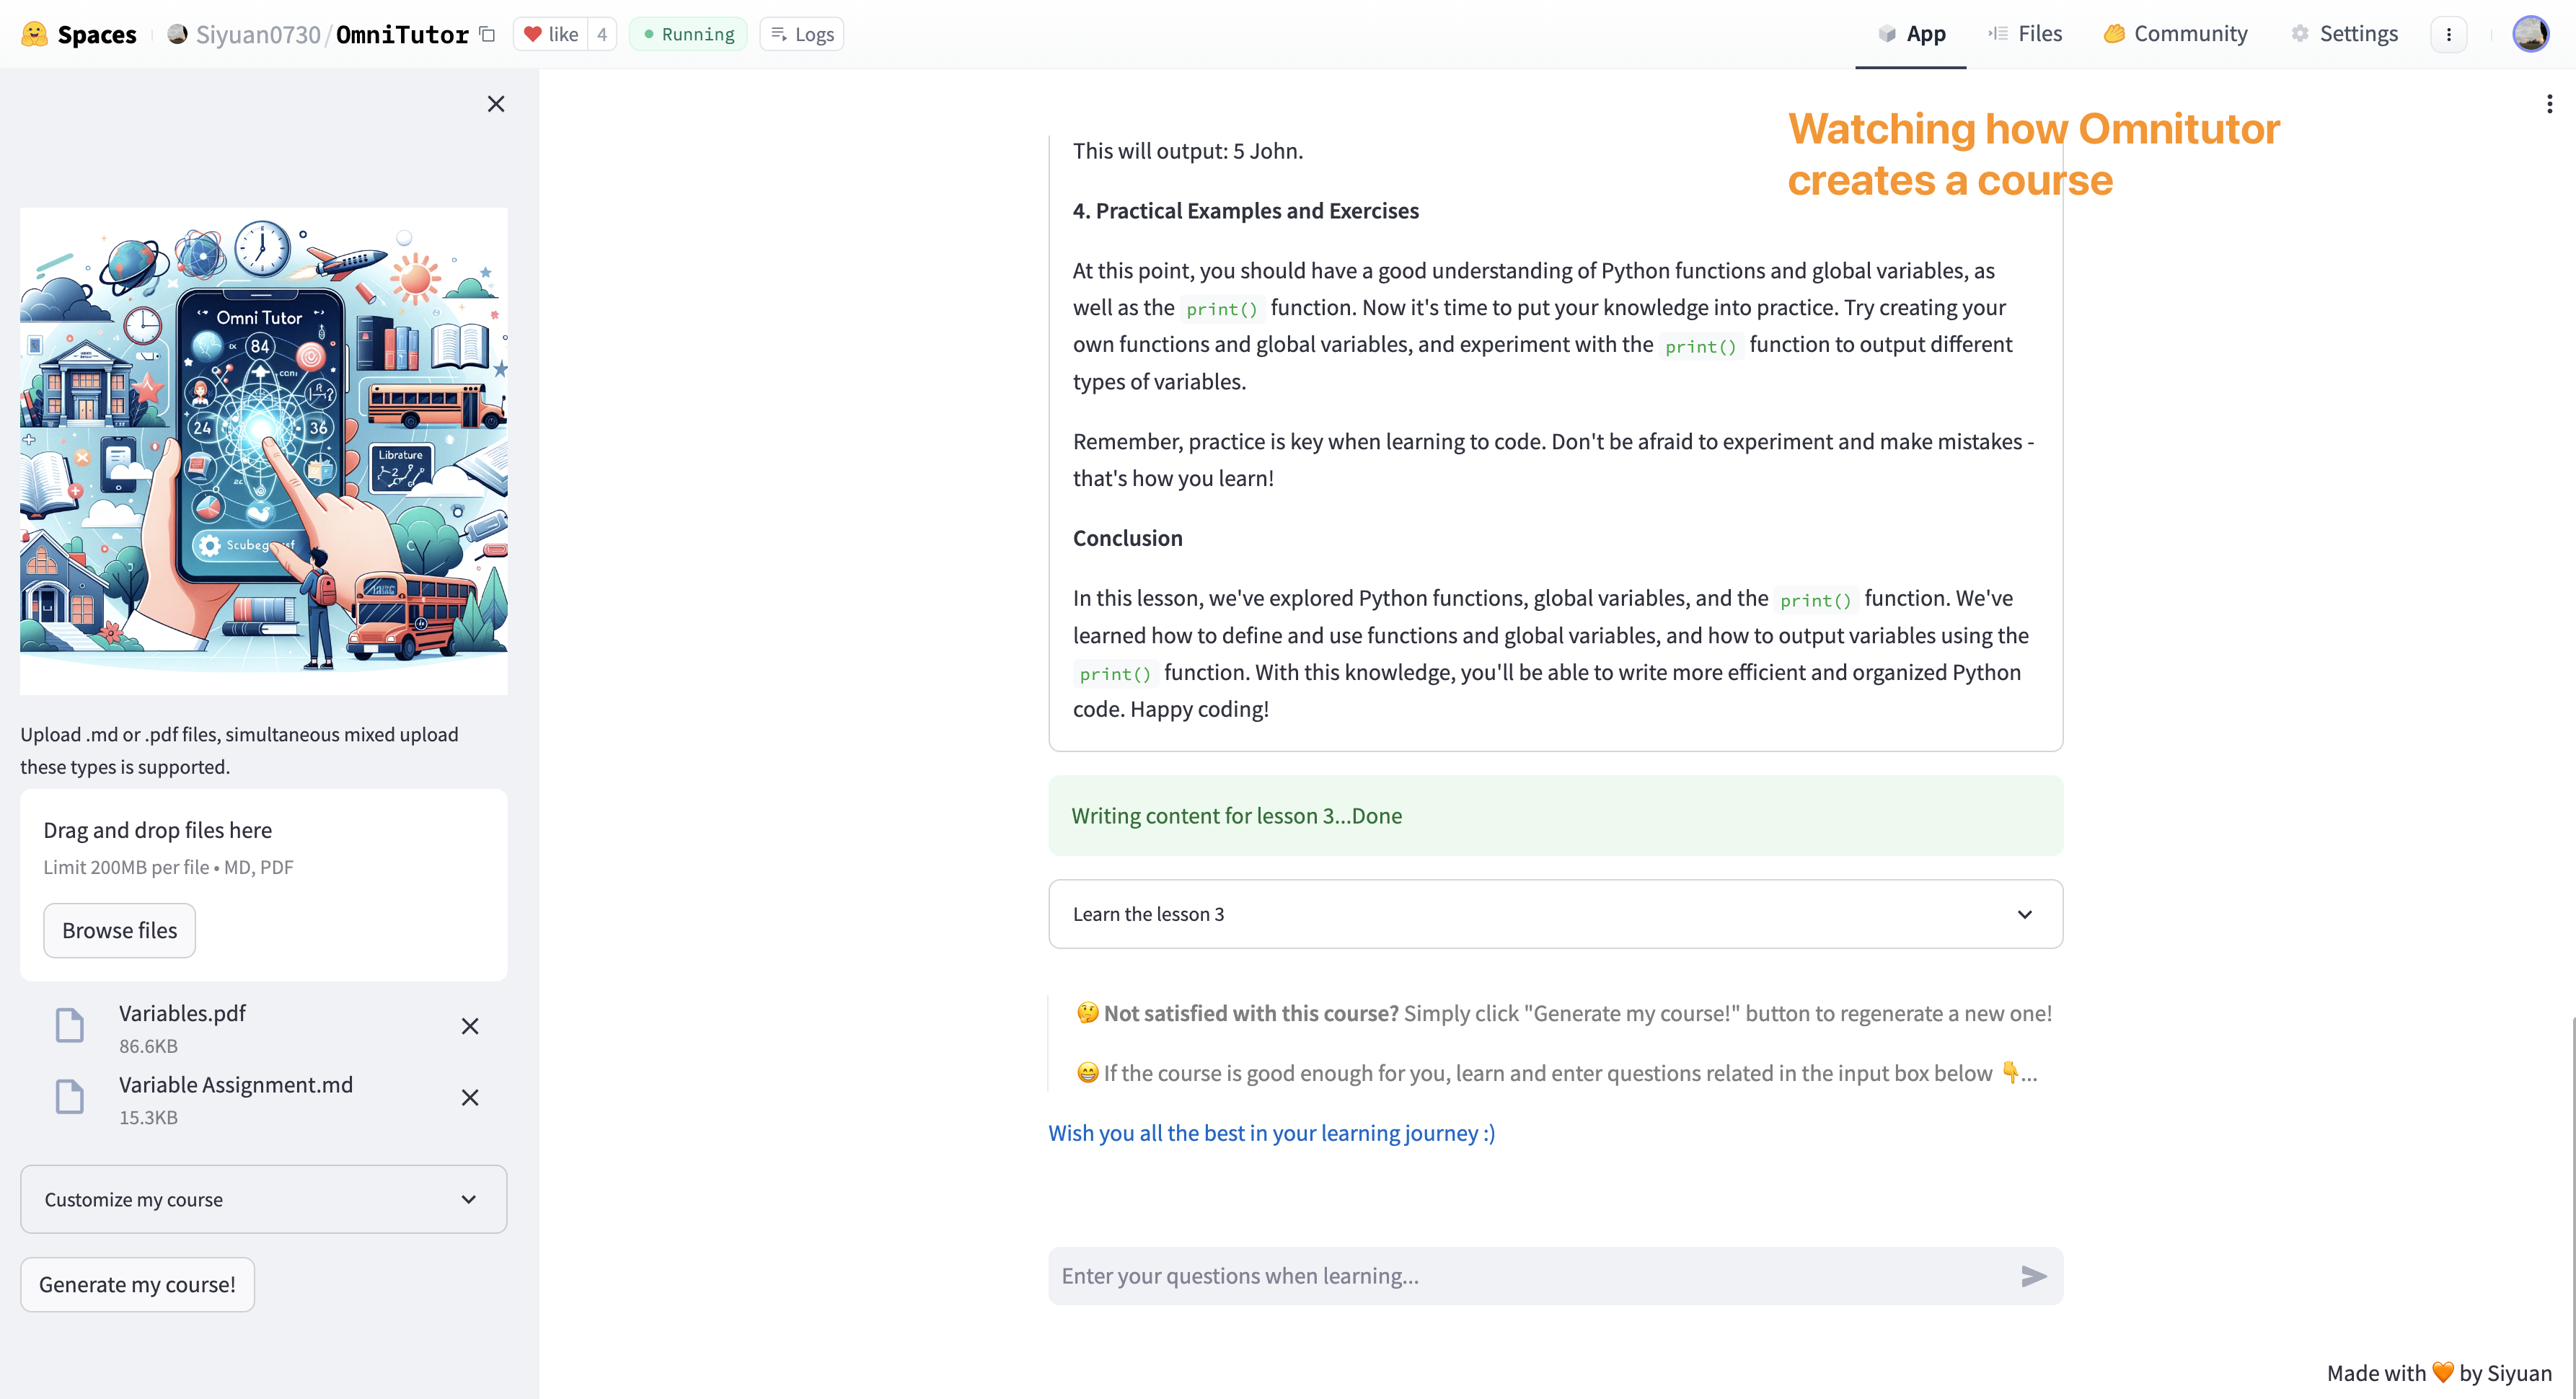 Spaces
Siyuan0730/OmniTutor
like 4
Running
Logs
App
Files
Community
Settings
Omni Tutor
84
24
36
Librature
Upload .md or .pdf files, simultaneous mixed upload
these types is supported.
Drag and drop files here
Limit 200MB per file • MD, PDF
Browse files
Variables.pdf
86.6KB
Variable Assignment.md
15.3KB
Customize my course
Generate my course!
Watching how Omnitutor
creates a course
This will output: 5 John.
4. Practical Examples and Exercises
At this point, you should have a good understanding of Python functions and global variables, as
well as the print() function. Now it's time to put your knowledge into practice. Try creating your
own functions and global variables, and experiment with the print() function to output different
types of variables.
Remember, practice is key when learning to code. Don't be afraid to experiment and make mistakes -
that's how you learn!
Conclusion
In this lesson, we've explored Python functions, global variables, and the print() function. We've
learned how to define and use functions and global variables, and how to output variables using the
print() function. With this knowledge, you'll be able to write more efficient and organized Python
code. Happy coding!
Writing content for lesson 3...Done
Learn the lesson 3
🤔 Not satisfied with this course? Simply click "Generate my course!" button to regenerate a new one!
😁 If the course is good enough for you, learn and enter questions related in the input box below 👇...
Wish you all the best in your learning journey :)
Enter your questions when learning...
Made with 🧡 by Siyuan